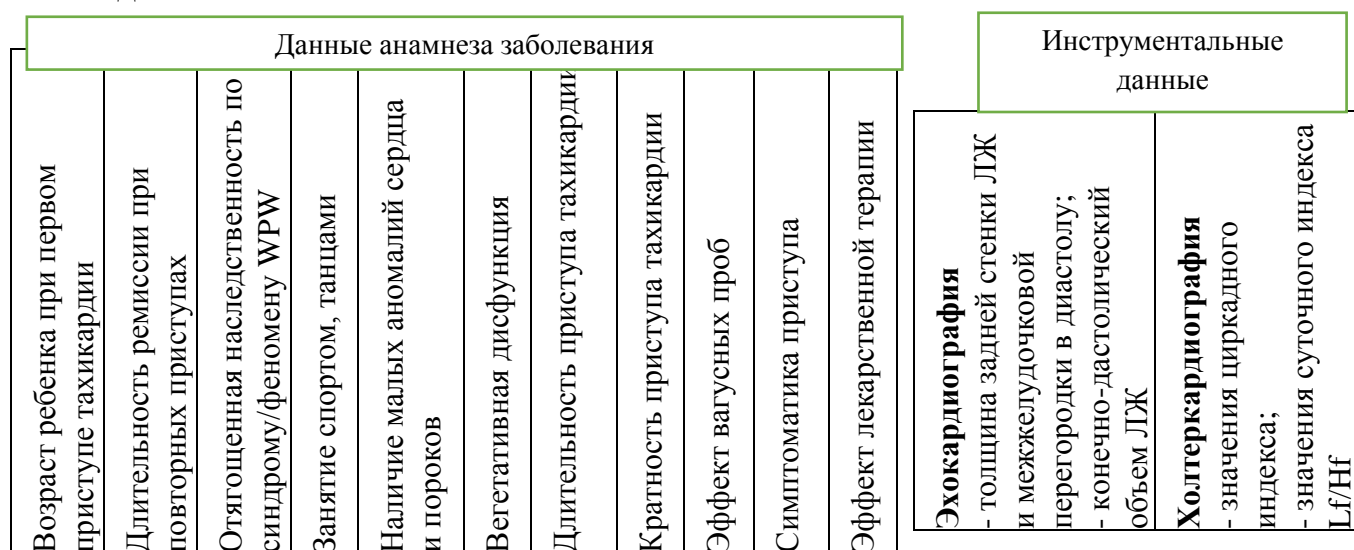 Данные анамнеза заболевания
Возраст ребенка при первом
приступе тахикардии
Длительность ремиссии при
повторных приступах
Отягощенная наследственность по
синдрому/феномену WPW
Занятие спортом, танцами
Наличие малых аномалий сердца
и пороков
Вегетативная дисфункция
Длительность приступа тахикардии
Кратность приступа тахикардии
Эффект вагусных проб
Симптоматика приступа
Эффект лекарственной терапии
Инструментальные
данные
Эхокардиография
- толщина задней стенки ЛЖ
и межжелудочковой
перегородки в диастолу;
- конечно-дастолический
объем ЛЖ
Холтеркардиография
- значения циркадного
индекса;
- значения суточного индекса
Lf/Hf